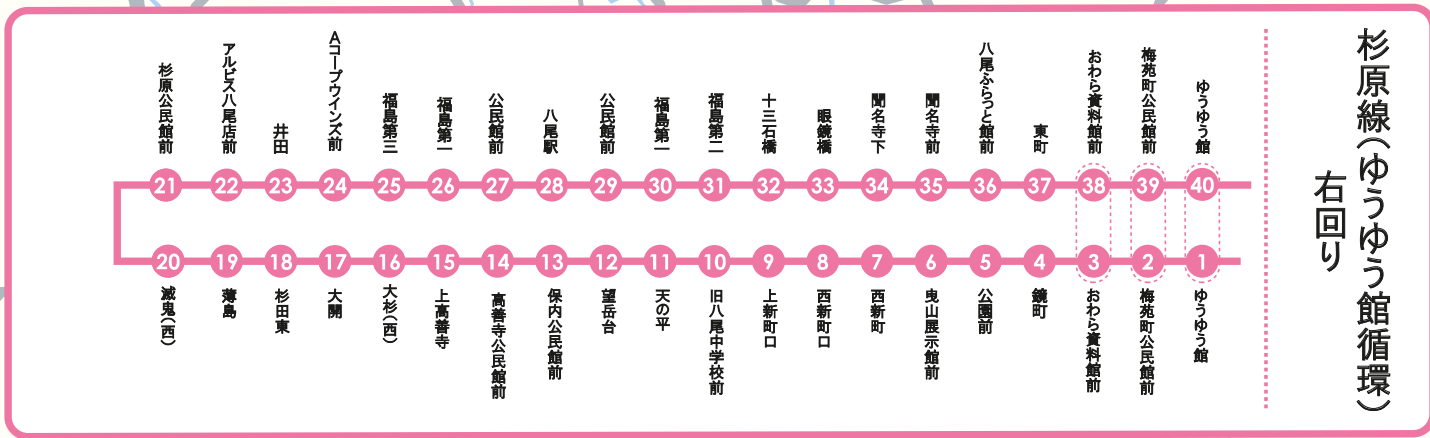 杉原線(ゆうゆう館循環)
右回り
ゆうゆう館
40
梅苑町公民館前
39
おわら資料館前
38
東町
37
八尾ふらっと館前
36
聞名寺前
35
聞名寺下
34
眼鏡橋
33
十三石橋
32
福島第二
31
福島第一
30
公民館前
29
八尾駅
28
公民館前
27
福島第一
26
福島第三
25
Aコープウインズ前
24
井田
23
アルビス八尾店前
22
杉原公民館前
21
1
ゆうゆう館
2
梅苑町公民館前
3
おわら資料館前
4
鏡町
5
公園前
6
曳山展示館前
7
西新町
8
西新町口
9
上新町口
10
旧八尾中学校前
11
天の平
12
望岳台
13
保内公民館前
14
高善寺公民館前
15
上高善寺
16
大杉(西)
17
大開
18
杉田東
19
薄島
20
滅鬼(西)